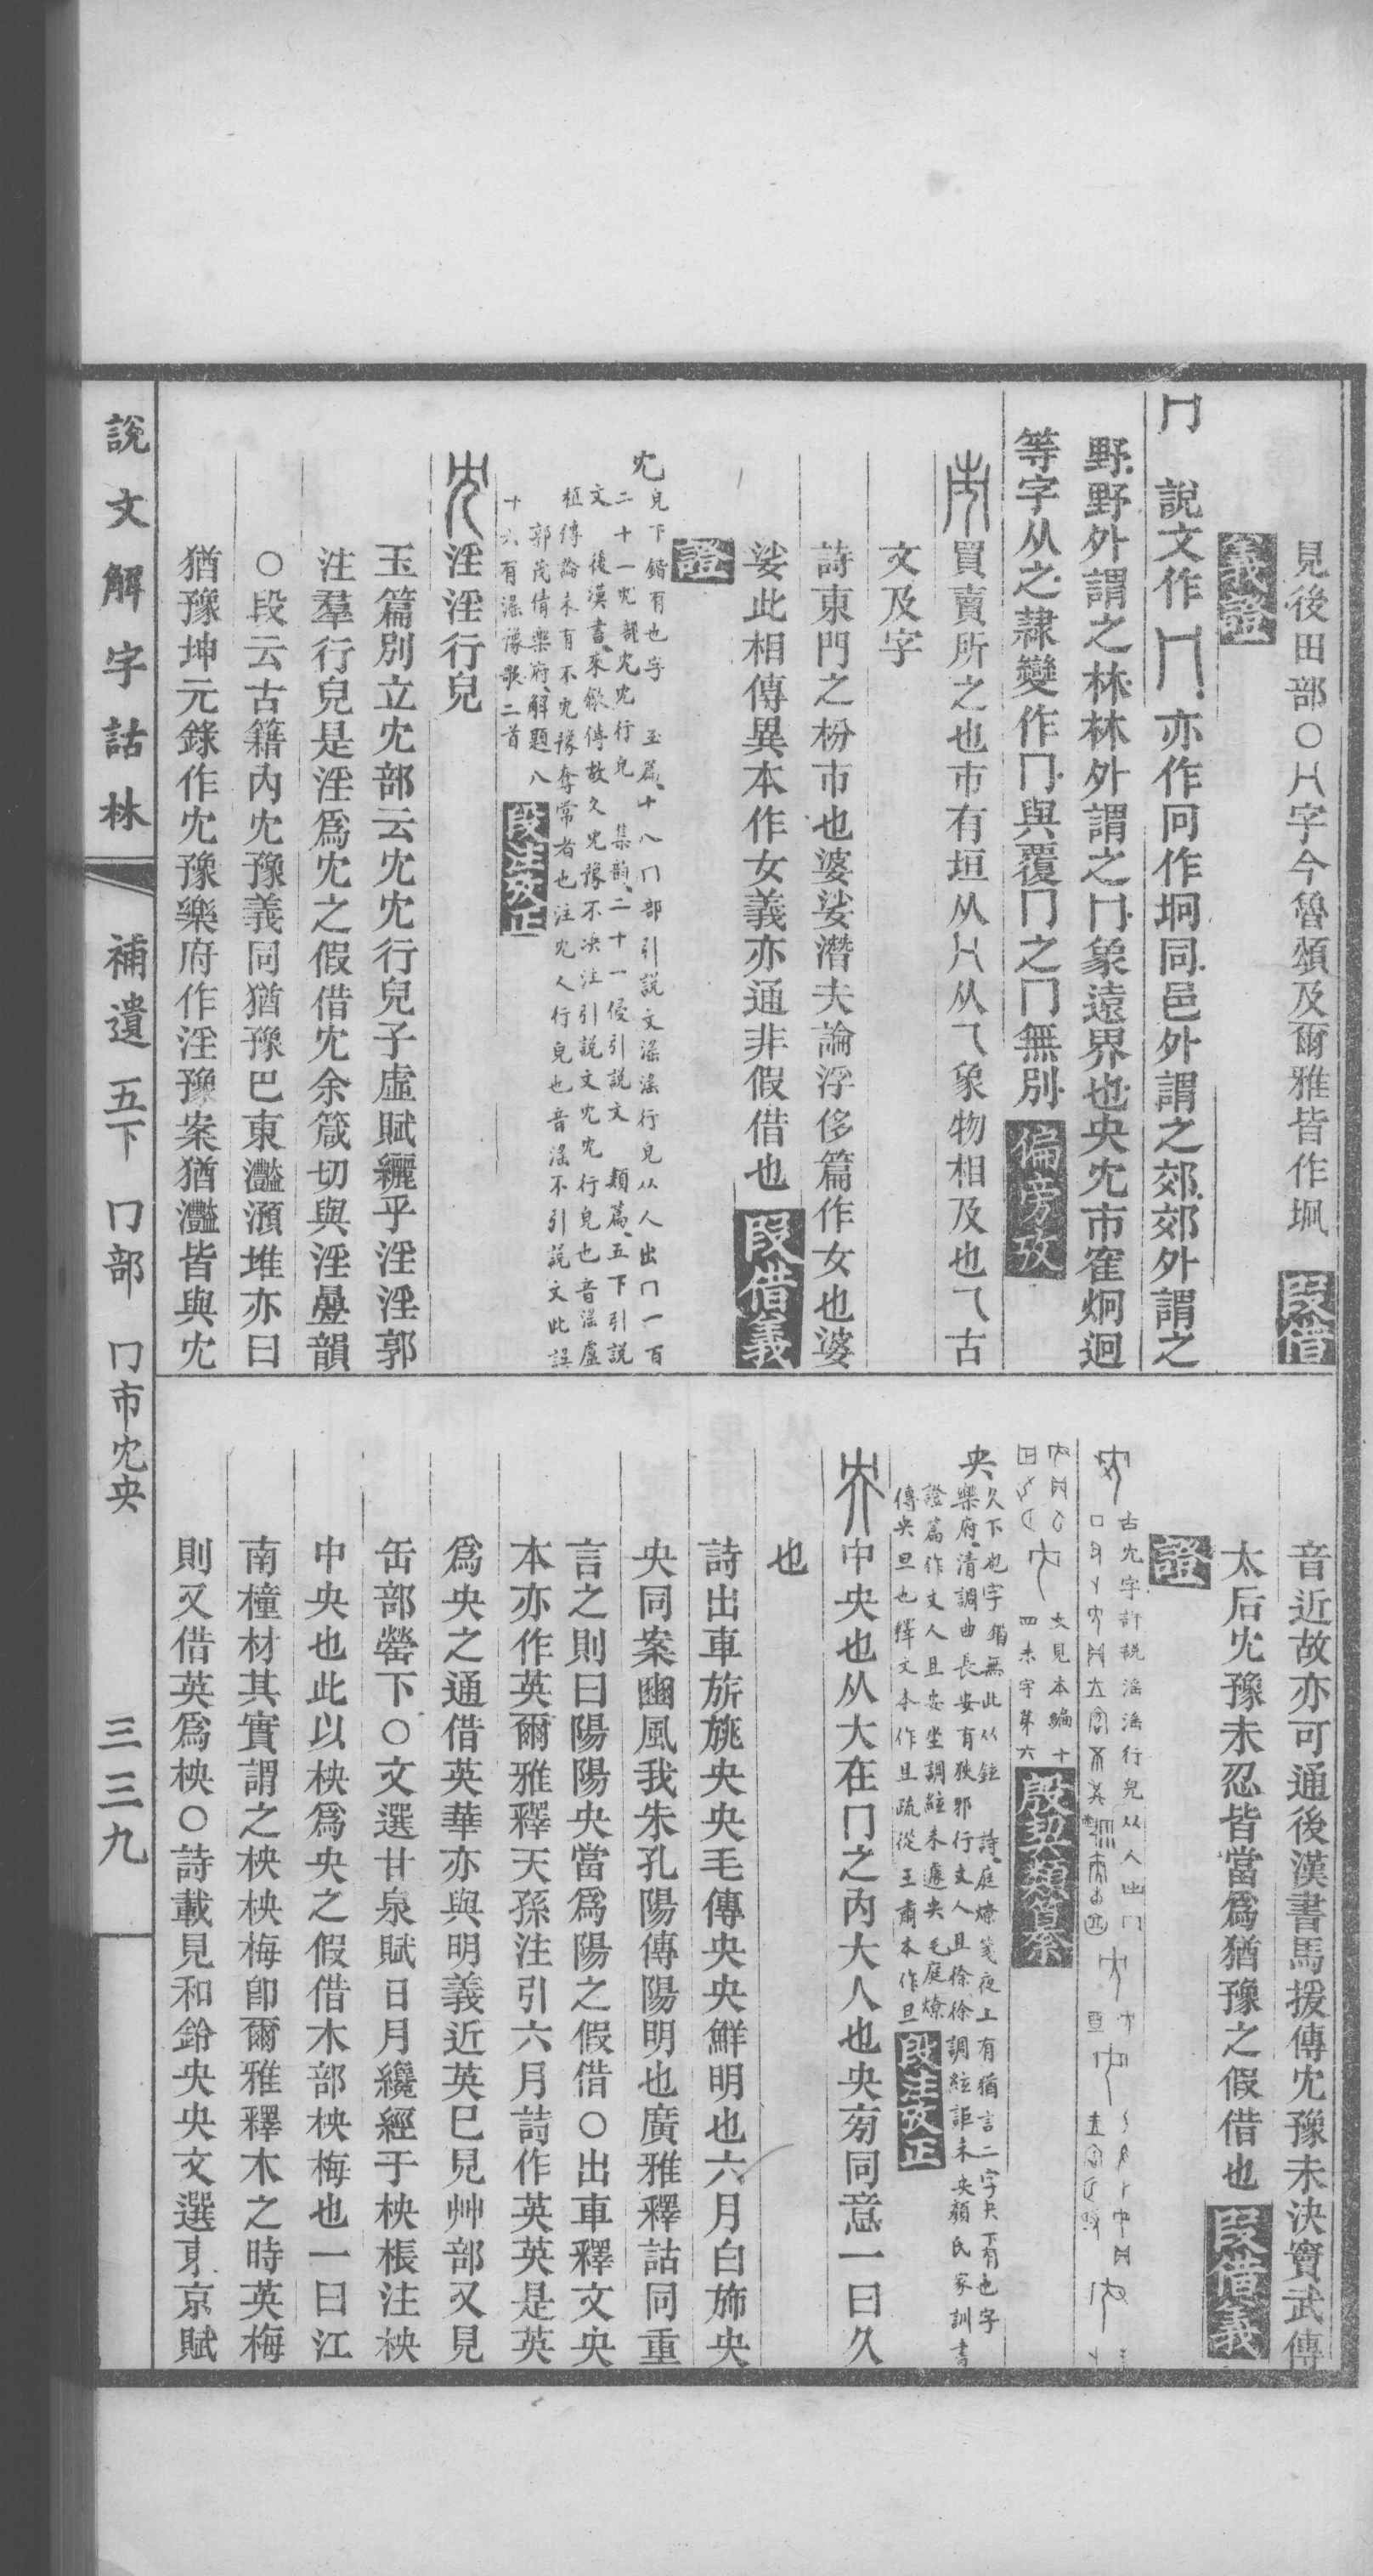 見後田部○冂字今魯頌及爾雅皆作坰 叚借
義證
冂 說文作冂亦作冋作坰同邑外謂之郊郊外謂之
野野外謂之林林外謂之冂象遠界也央冘市隺炯迥
等字从之隸變作冂與覆冂之冂無別 偏旁攷
買賣所之也市有垣从冂从乁象物相及也乁古
文及字
詩東門之枌市也婆娑潛夫論浮侈篇作女也婆
娑此相傳異本作女義亦通非假借也 叚借義
證
冘 皃下鍇有也字 玉篇十八冂部引說文淫淫行皃从人出冂一百
二十一冘部冘冘行皃 集韻二十一侵引說文 類篇五下引說
文 後漢書來歙傳故久冘豫不决注引說文冘冘行皃也音淫盧
植傳論未有不冘豫奪常者也注冘人行皃也音淫不引說文此註
郭茂倩樂府解題八
十六有淫豫歌二首 段注攷正
淫淫行皃
玉篇別立冘部云冘冘行皃子虛賦纚乎淫淫郭
注羣行皃是淫爲冘之假借冘余箴切與淫曡韻
○段云古籍內冘豫義同猶豫巴東灩澦堆亦曰
猶豫坤元錄作冘豫樂府作淫豫案猶灩皆與冘
音近故亦可通後漢書馬援傳冘豫未決竇武傳
太后冘豫未忍皆當爲猶豫之假借也 叚借義
證
古冘字許說淫淫行皃从人出冂
文見本編十
四未字第六 殷契類纂
央 久下也字鍇無此从鉉 詩庭燎箋夜上有猶言二字央下有也字
樂府清調曲長安有狹邪行丈人且徐徐調絃詎未央顏氏家訓書
證篇作丈人且安坐調絃未遽央 毛庭燎
傳央旦也釋文本作且疏從王肅本作旦 段注攷正
中央也从大在冂之內大人也央㫄同意一曰久
也
詩出車旂旐央央毛傳央央鮮明也六月白斾央
央同案豳風我朱孔陽傳陽明也廣雅釋詁同重
言之則曰陽陽央當爲陽之假借○出車釋文央
本亦作英爾雅釋天孫注引六月詩作英英是英
爲央之通借英華亦與明義近英巳見艸部又見
缶部罃下○文選甘泉賦日月纔經于柍桭注柍
中央也此以柍爲央之假借木部柍梅也一曰江
南橦材其實謂之柍柍梅卽爾雅釋木之時英梅
則又借英爲柍○詩載見和鈴央央文選東京賦
說文解字詁林 補遺 五下 冂部 冂市冘央 三三九